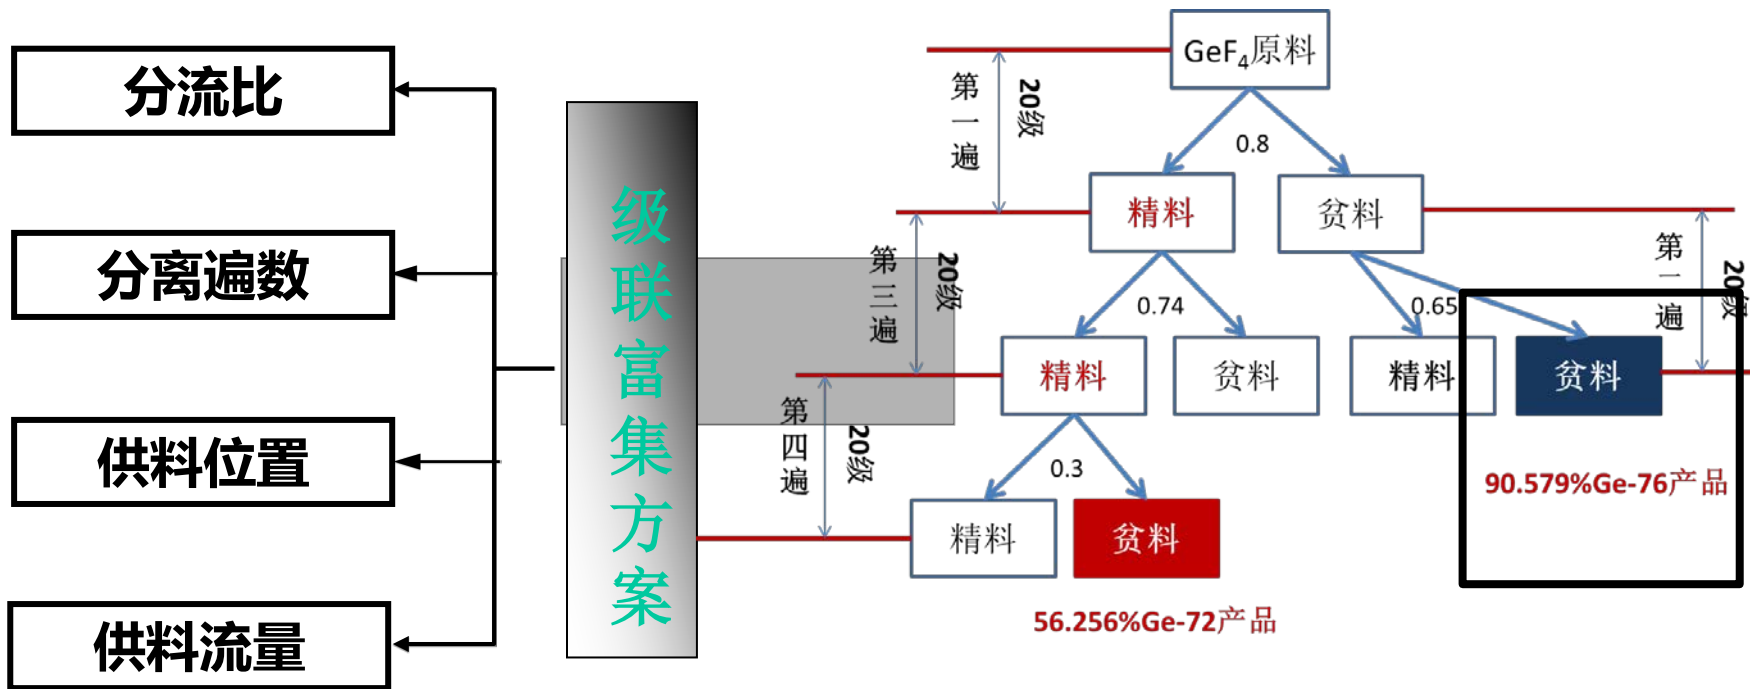 分流比
分离遍数
供料位置
供料流量
级联富集方案
GeF₄原料
第一遍
20级
0.8
精料
贫料
第三遍
20级
0.74
第二遍
20级
0.65
精料
贫料
精料
贫料
第四遍
20级
0.3
90.579%Ge-76产品
精料
贫料
56.256%Ge-72产品